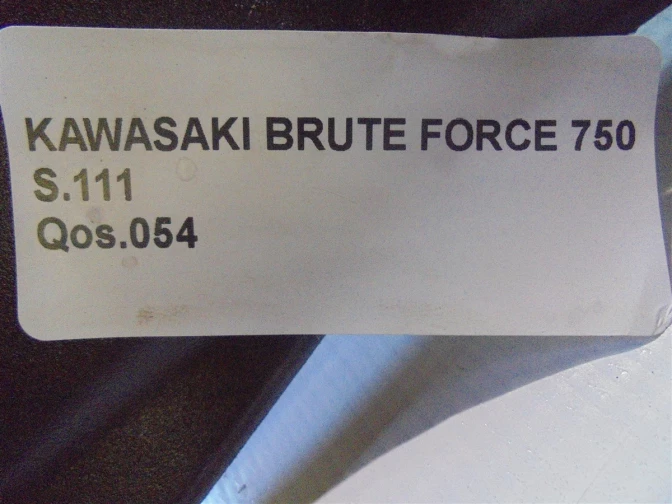 KAWASAKI BRUTE FORCE 750
S.111
Qos.054